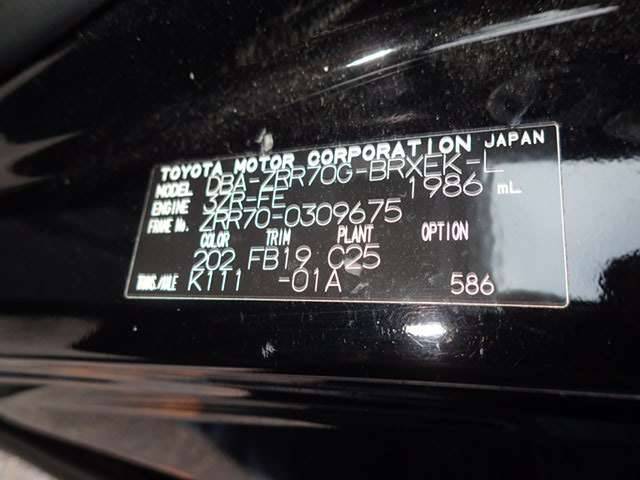 TOYOTA MOTOR CORPORATION JAPAN
MODEL DBA-ZRR70G-BRXEK-L
ENGINE 3ZR-FE 1986 mL
FRAME No. ZRR70-0309675
COLOR TRIM PLANT OPTION
202 FB19 C25
TRANS./AXLE K111 -01A 586